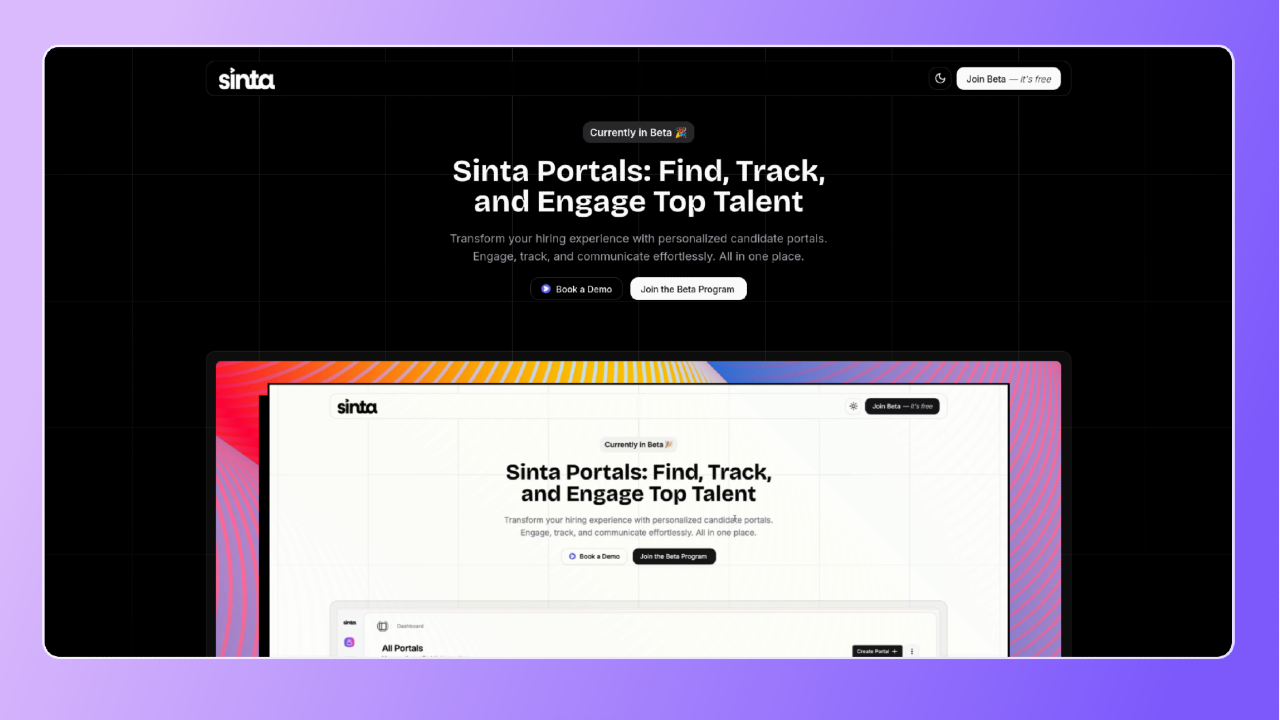 sinta
Join Beta — it's free
Currently in Beta 🎉
Sinta Portals: Find, Track,
and Engage Top Talent
Transform your hiring experience with personalized candidate portals.
Engage, track, and communicate effortlessly. All in one place.
Book a Demo
Join the Beta Program
sinta
Join Beta — it's free
Currently in Beta 🎉
Sinta Portals: Find, Track,
and Engage Top Talent
Transform your hiring experience with personalized candidate portals.
Engage, track, and communicate effortlessly. All in one place.
Book a Demo
Join the Beta Program
sinta
Dashboard
All Portals
Create Portal +